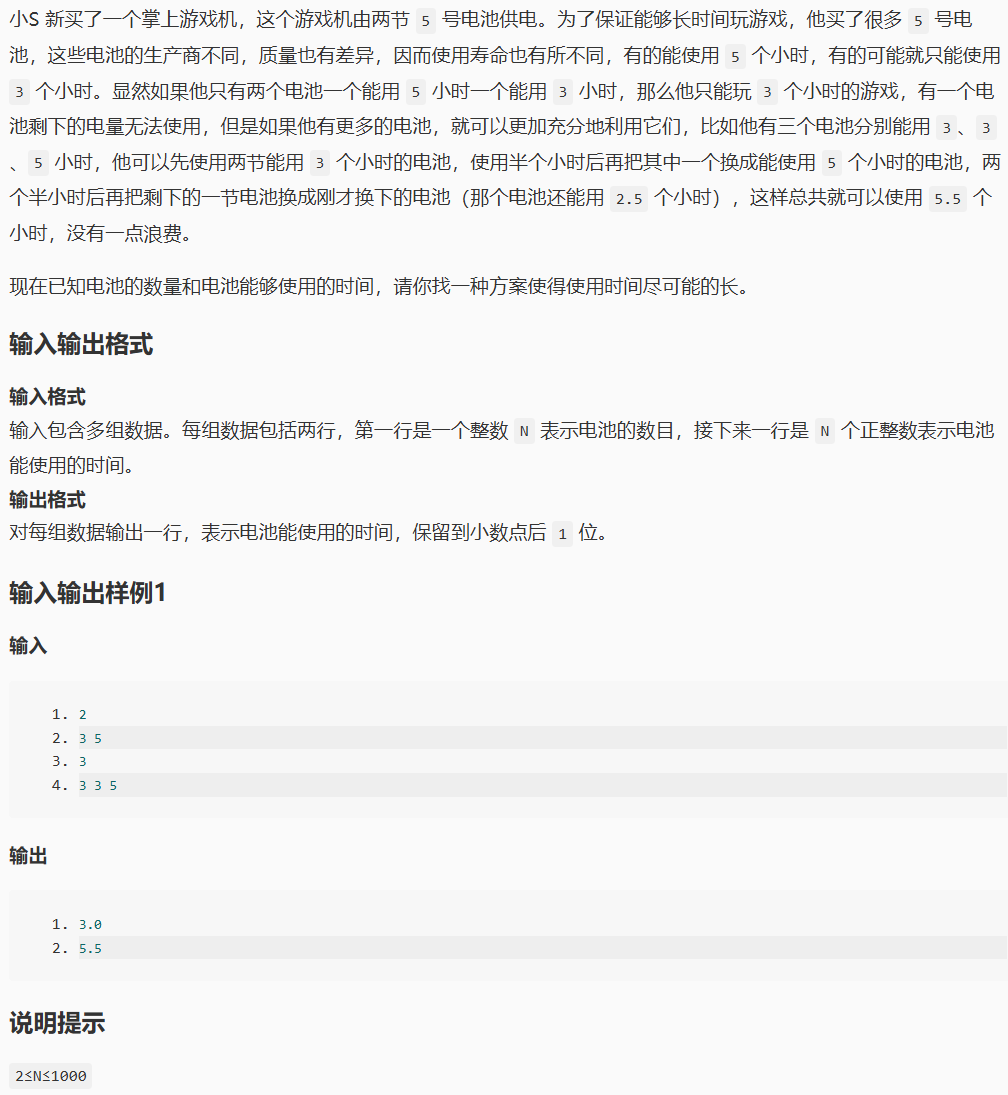 小S 新买了一个掌上游戏机，这个游戏机由两节 5 号电池供电。为了保证能够长时间玩游戏，他买了很多 5 号电
池，这些电池的生产商不同，质量也有差异，因而使用寿命也有所不同，有的能使用 5 个小时，有的可能就只能使用
3 个小时。显然如果他只有两个电池一个能用 5 小时一个能用 3 小时，那么他只能玩 3 个小时的游戏，有一个电
池剩下的电量无法使用，但是如果他有更多的电池，就可以更加充分地利用它们，比如他有三个电池分别能用 3、3
、5 小时，他可以先使用两节能用 3 个小时的电池，使用半个小时后再把其中一个换成能使用 5 个小时的电池，两
个半小时后再把剩下的一节电池换成刚才换下的电池（那个电池还能用 2.5 个小时），这样总共就可以使用 5.5 个
小时，没有一点浪费。
现在已知电池的数量和电池能够使用的时间，请你找一种方案使得使用时间尽可能的长。
输入输出格式
输入格式
输入包含多组数据。每组数据包括两行，第一行是一个整数 N 表示电池的数目，接下来一行是 N 个正整数表示电池
能使用的时间。
输出格式
对每组数据输出一行，表示电池能使用的时间，保留到小数点后 1 位。
输入输出样例1
输入
1. 2
2. 3 5
3. 3
4. 3 3 5
输出
1. 3.0
2. 5.5
说明提示
2≤N≤1000